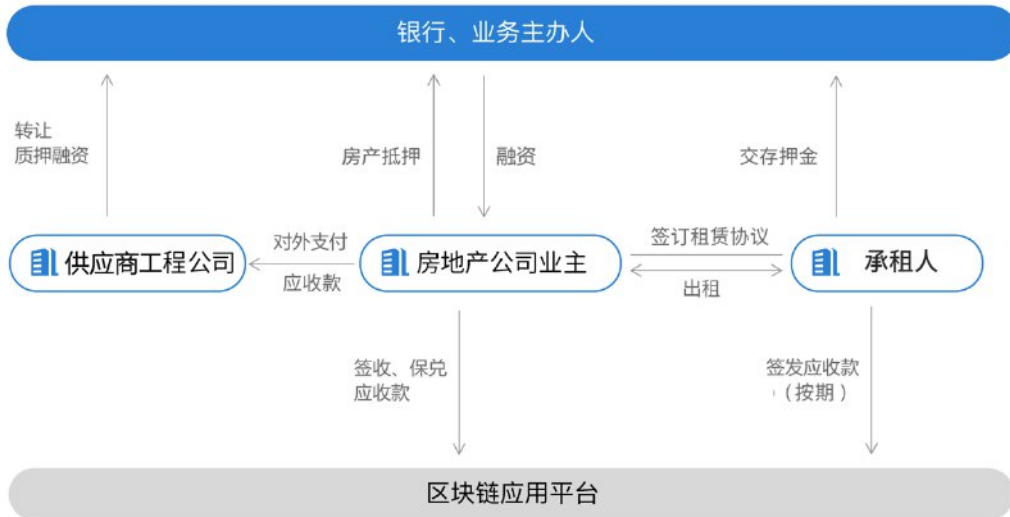 银行、业务主办人
转让
质押融资
房产抵押
融资
交存押金
供应商工程公司
对外支付
应收款
房地产公司业主
签订租赁协议
出租
承租人
签收、保兑
应收款
签发应收款
（按期）
区块链应用平台